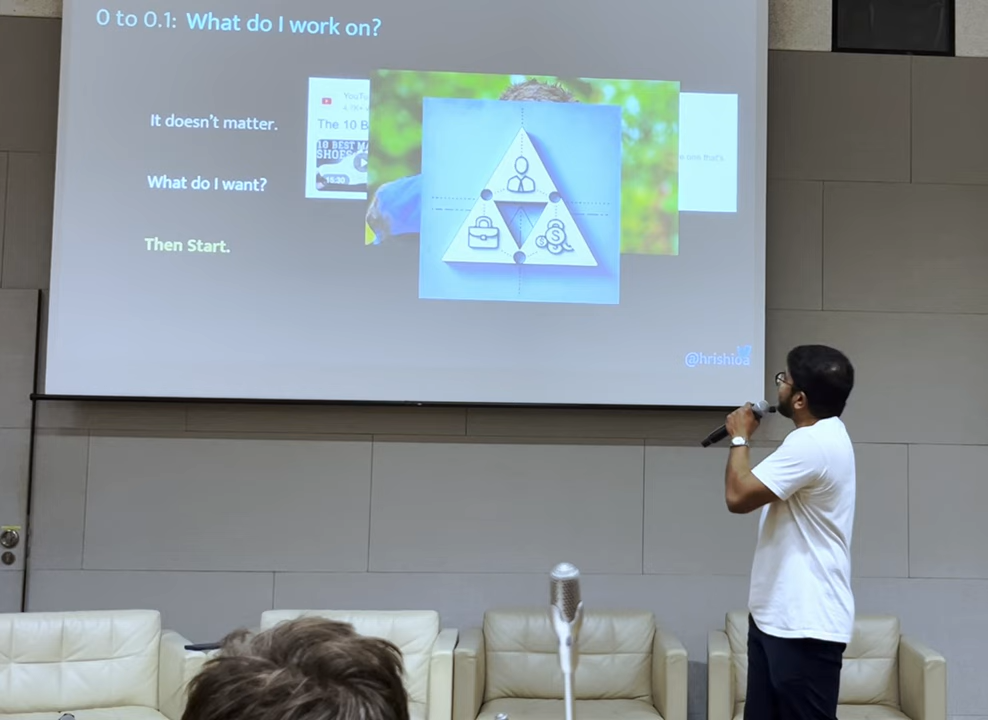 0 to 0.1: What do I work on?
It doesn't matter.
What do I want?
Then Start.
The 10 B
10 BEST
SHOES
15:30
@hrishioa